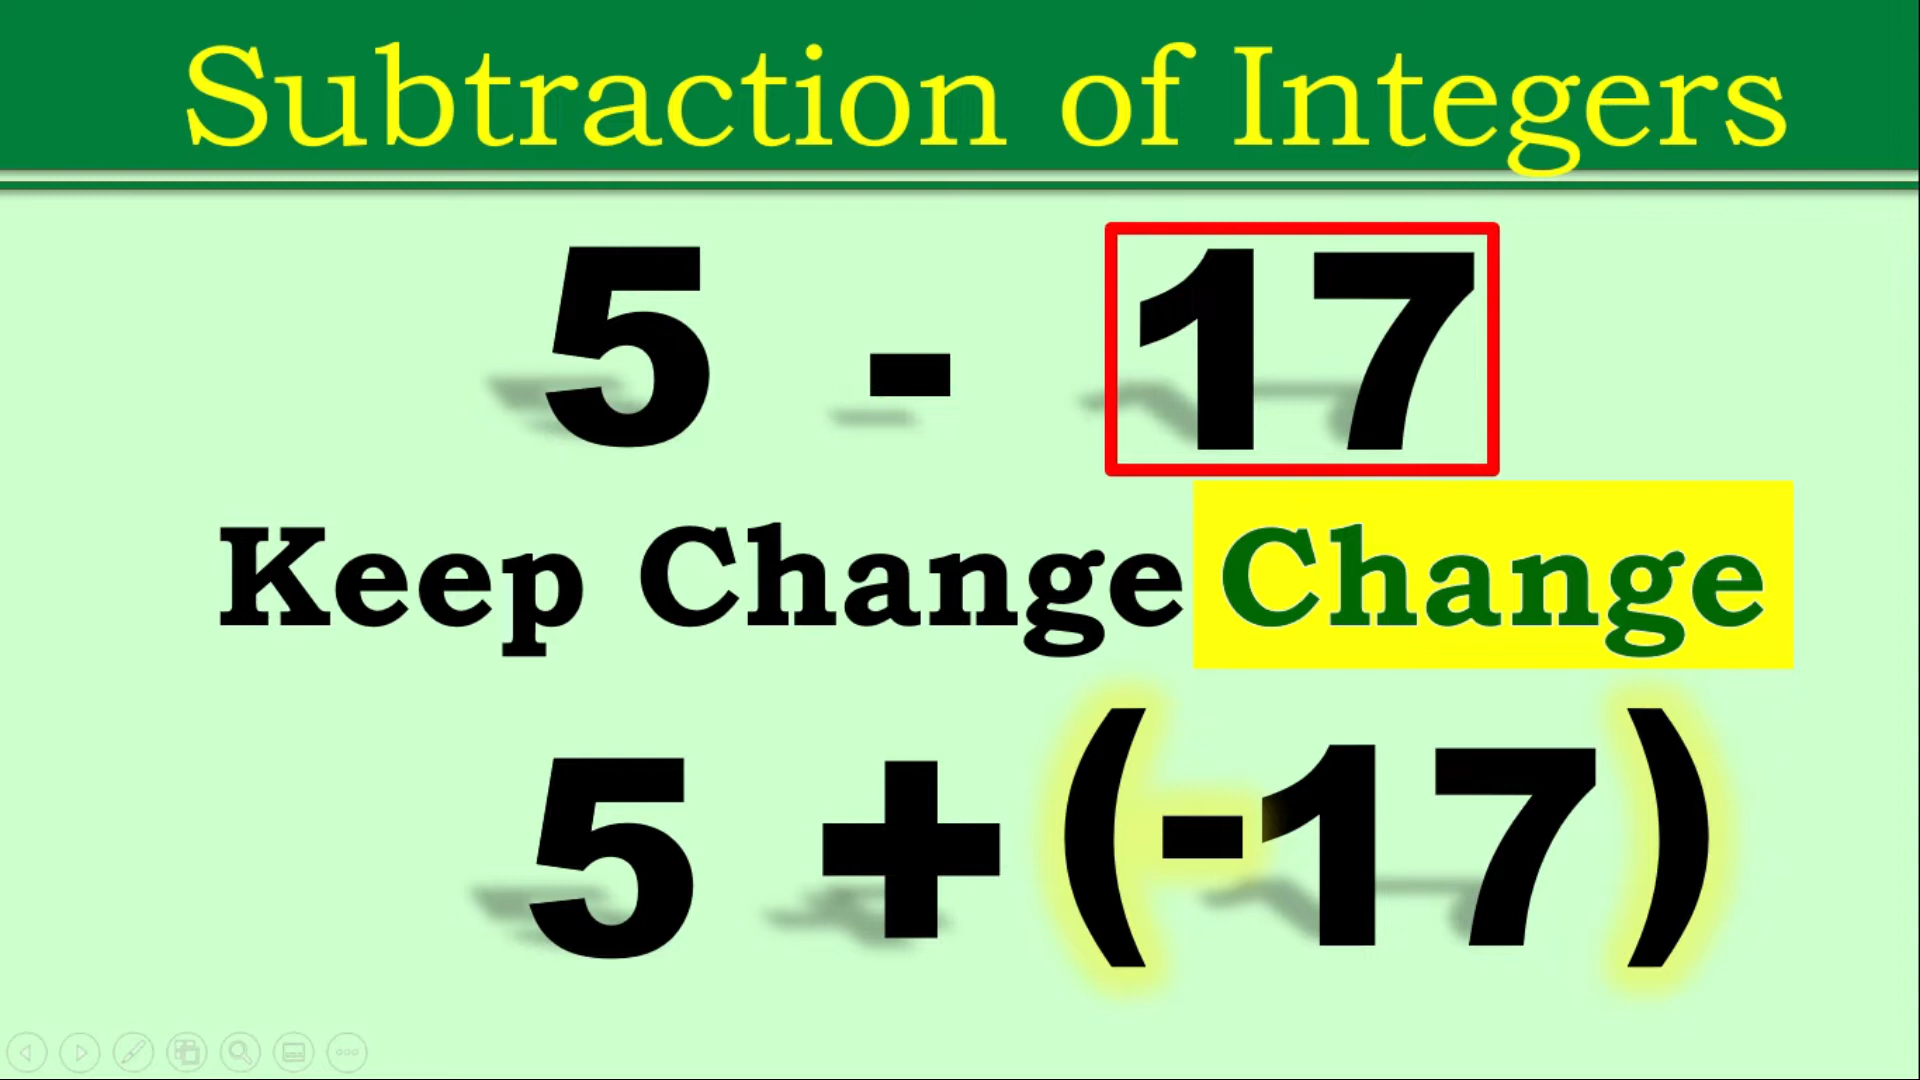 Subtraction of Integers
5 - 17
Keep Change Change
5 + (-17)